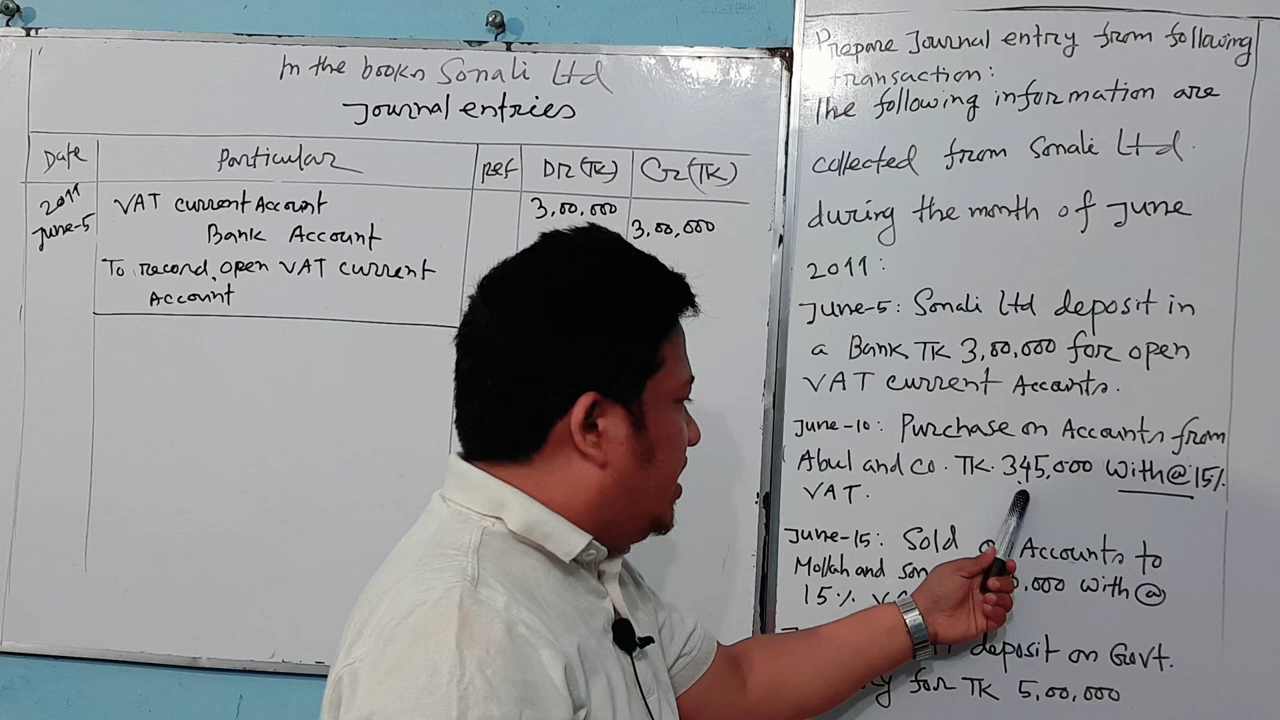 In the books Sonali Ltd
Journal entries
Date Particular Ref DR(TK) Cr(TK)
2011
June-5 VAT current Account 3,00,000
Bank Account 3,00,000
To record open VAT current
Account
Prepare Journal entry from following
transaction:
The following information are
collected from Sonali Ltd.
during the month of June
2011:
June-5: Sonali Ltd deposit in
a Bank TK 3,00,000 for open
VAT current Accounts.
June-10: Purchase on Accounts from
Abul and co. TK. 345,000 with @ 15%
VAT.
June-15: Sold Accounts to
Mollah and with @
15%
deposit on Govt.
for TK 5,00,000